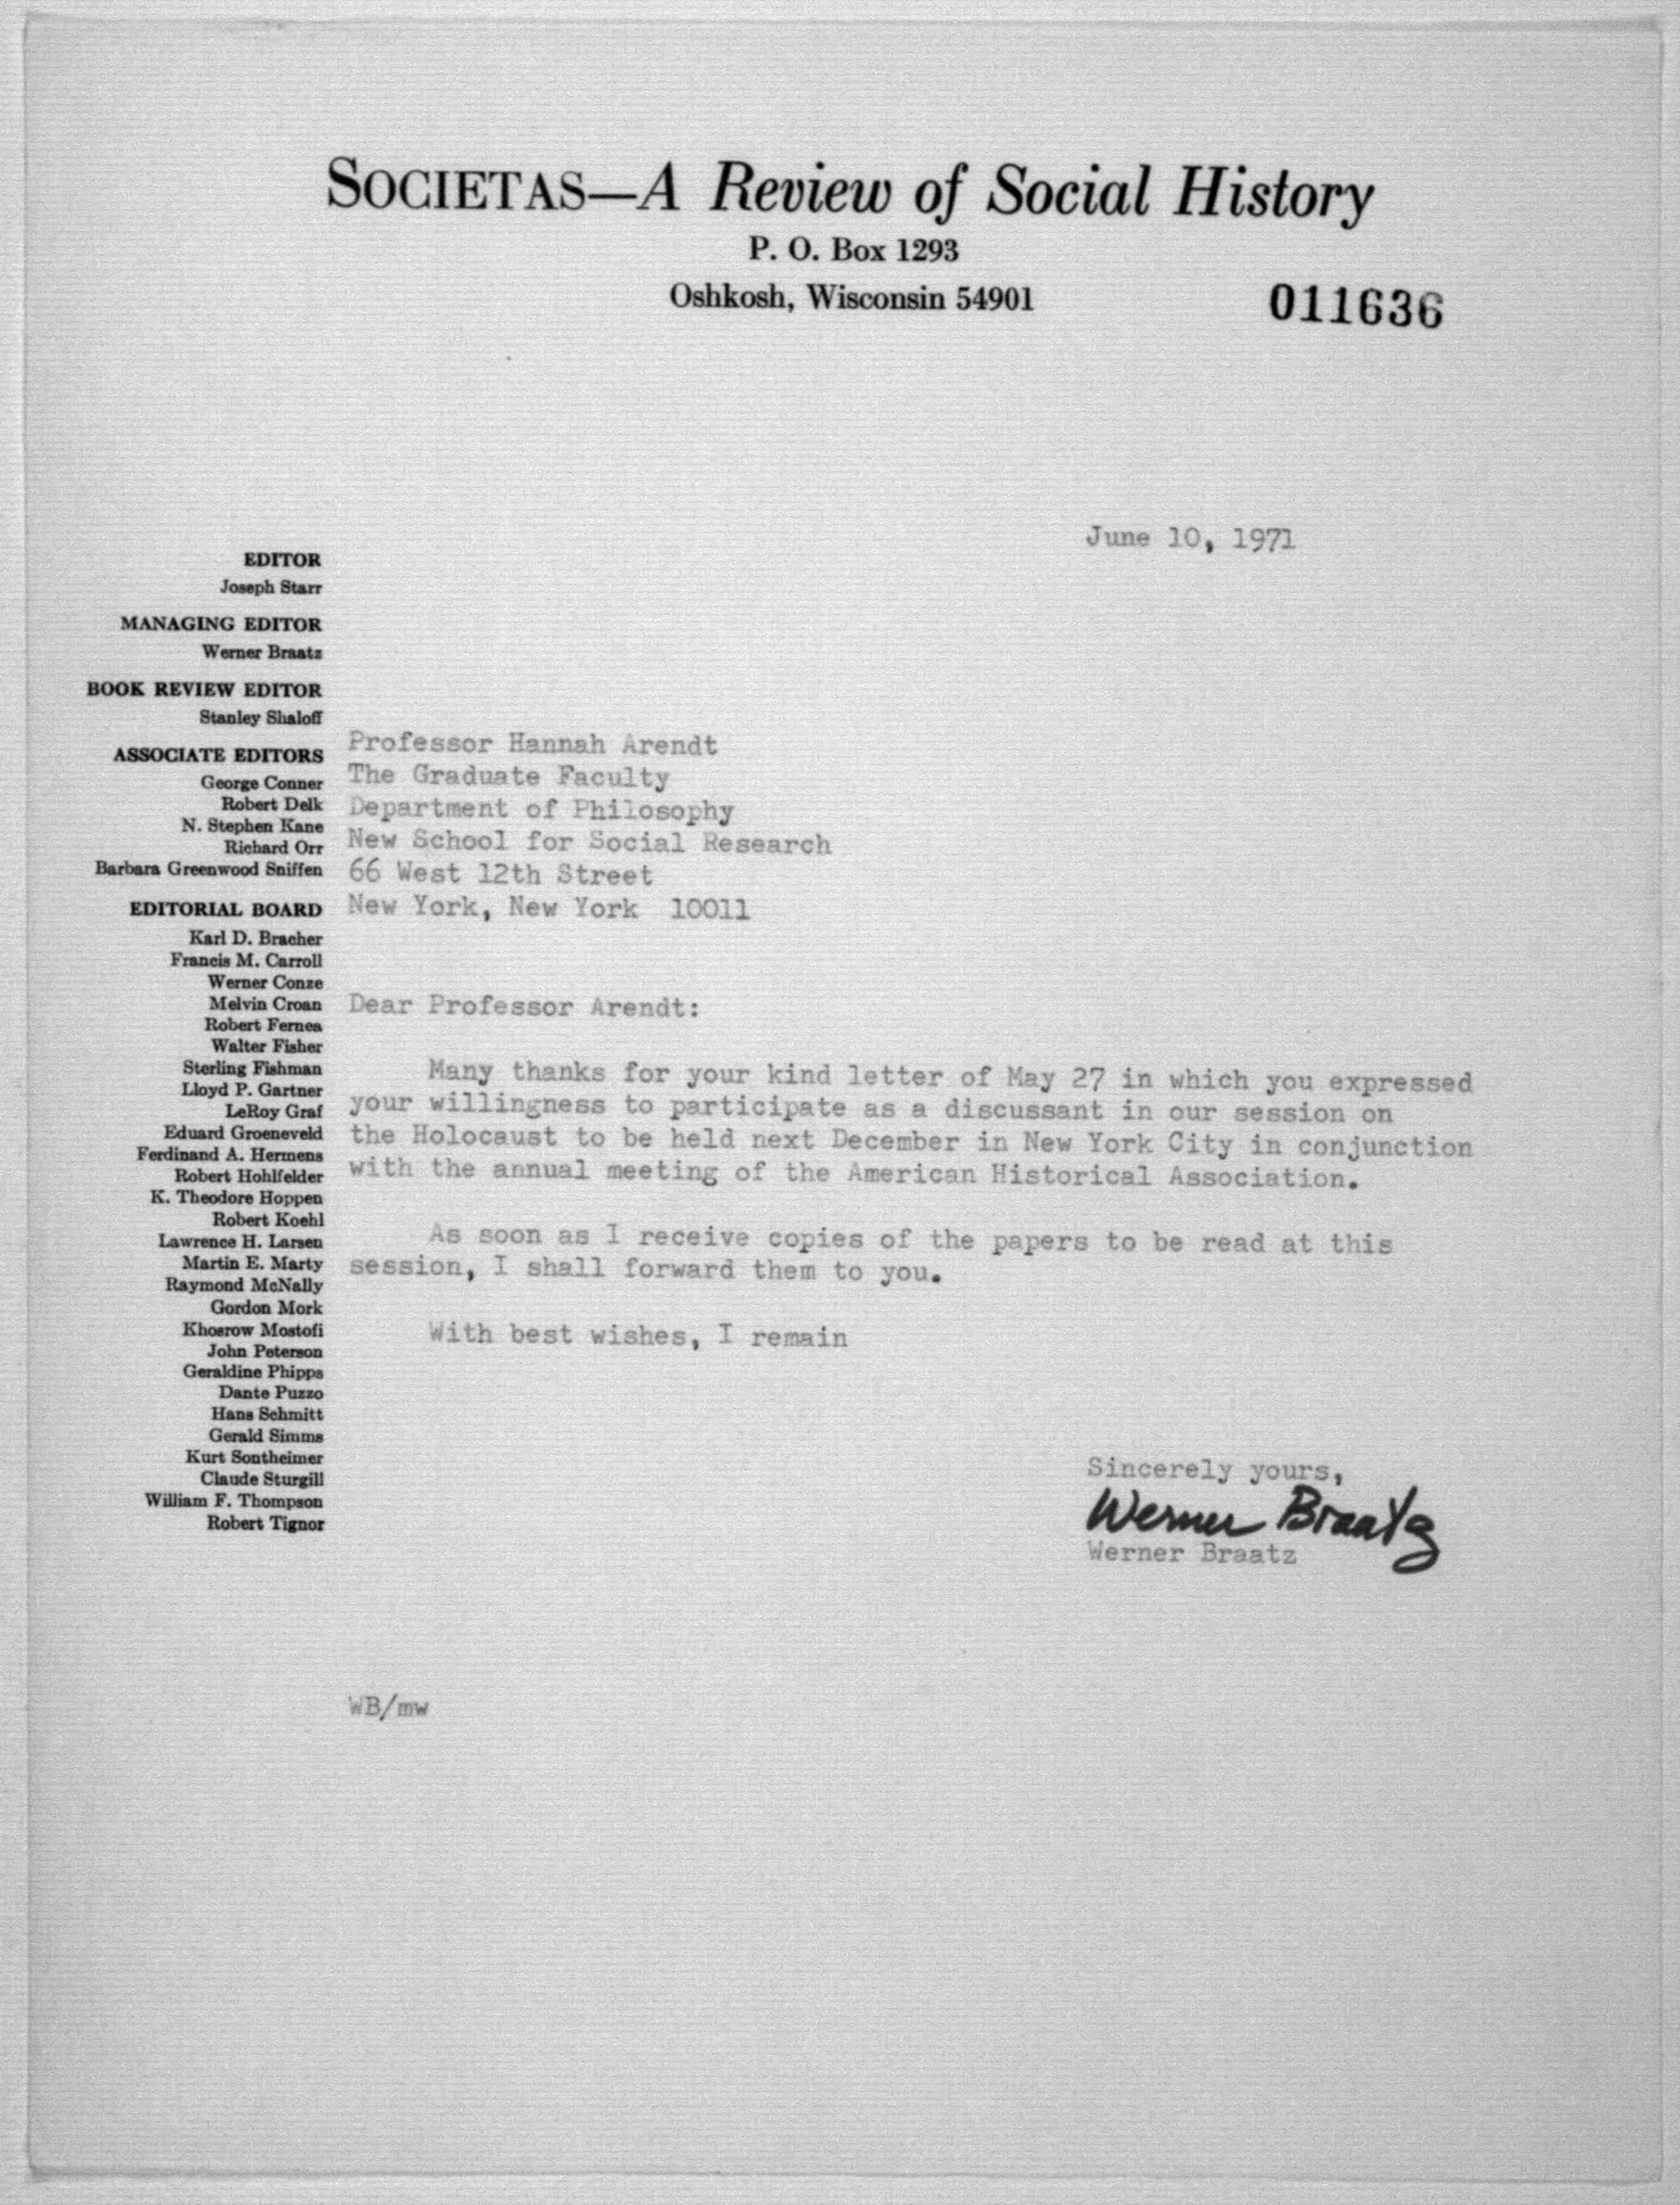 SOCIETAS—A Review of Social History
P. O. Box 1293
Oshkosh, Wisconsin 54901
011636
June 10, 1971
EDITOR
Joseph Starr
MANAGING EDITOR
Werner Braatz
BOOK REVIEW EDITOR
Stanley Shaloff
ASSOCIATE EDITORS
George Conner
Robert Delk
N. Stephen Kane
Richard Orr
Barbara Greenwood Sniffen
EDITORIAL BOARD
Karl D. Bracher
Francis M. Carroll
Werner Conze
Melvin Croan
Robert Fernea
Walter Fisher
Sterling Fishman
Lloyd P. Gartner
LeRoy Graf
Eduard Groeneveld
Ferdinand A. Hermens
Robert Hohlfelder
K. Theodore Hoppen
Robert Koehl
Lawrence H. Larsen
Martin E. Marty
Raymond McNally
Gordon Mork
Khosrow Mostofi
John Peterson
Geraldine Phipps
Dante Puzzo
Hans Schmitt
Gerald Simms
Kurt Sontheimer
Claude Sturgill
William F. Thompson
Robert Tignor
Professor Hannah Arendt
The Graduate Faculty
Department of Philosophy
New School for Social Research
66 West 12th Street
New York, New York 10011
Dear Professor Arendt:
Many thanks for your kind letter of May 27 in which you expressed
your willingness to participate as a discussant in our session on
the Holocaust to be held next December in New York City in conjunction
with the annual meeting of the American Historical Association.
As soon as I receive copies of the papers to be read at this
session, I shall forward them to you.
With best wishes, I remain
Sincerely yours,
Werner Braatz
Werner Braatz
WB/mw